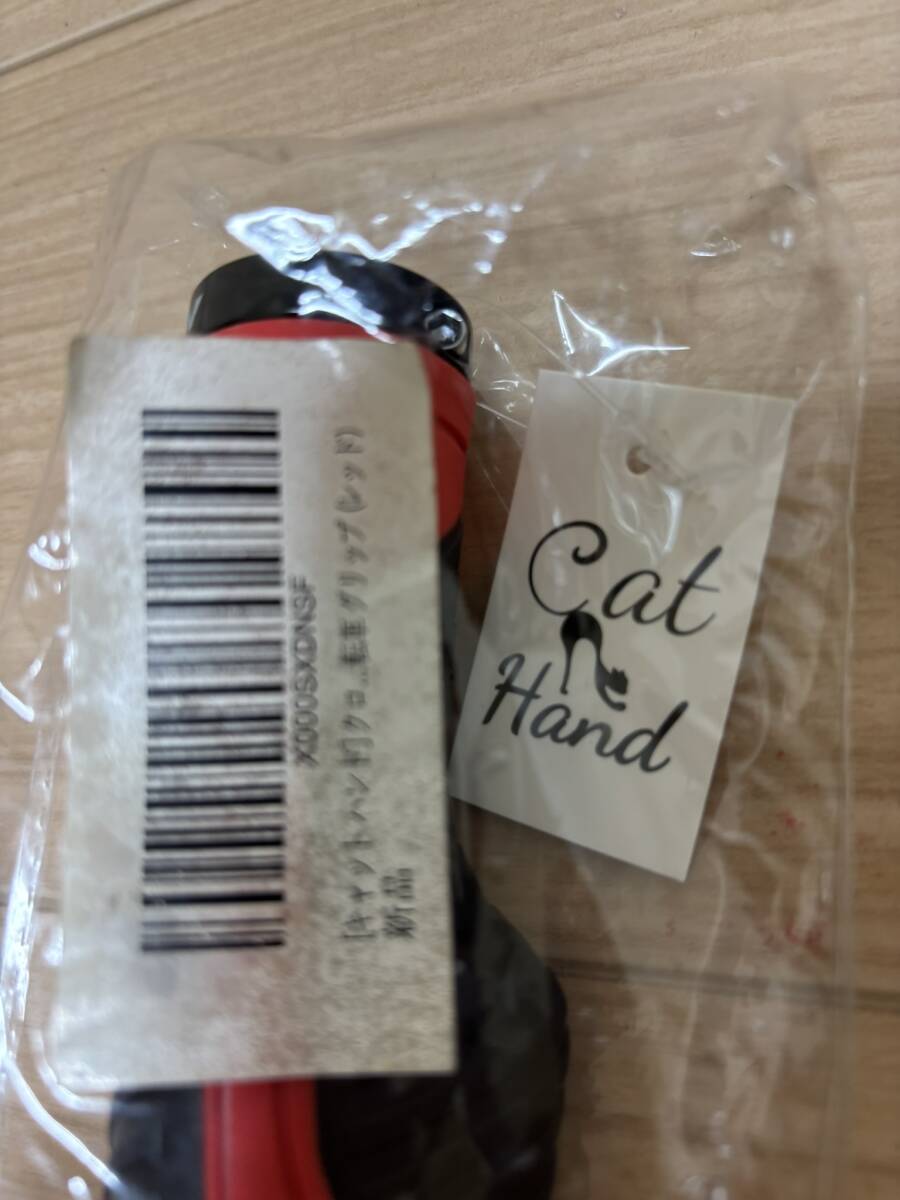 X000SXDNSF
[キャットハンド] クロ...転車グリップ (レッド)
新品
Cat
Hand